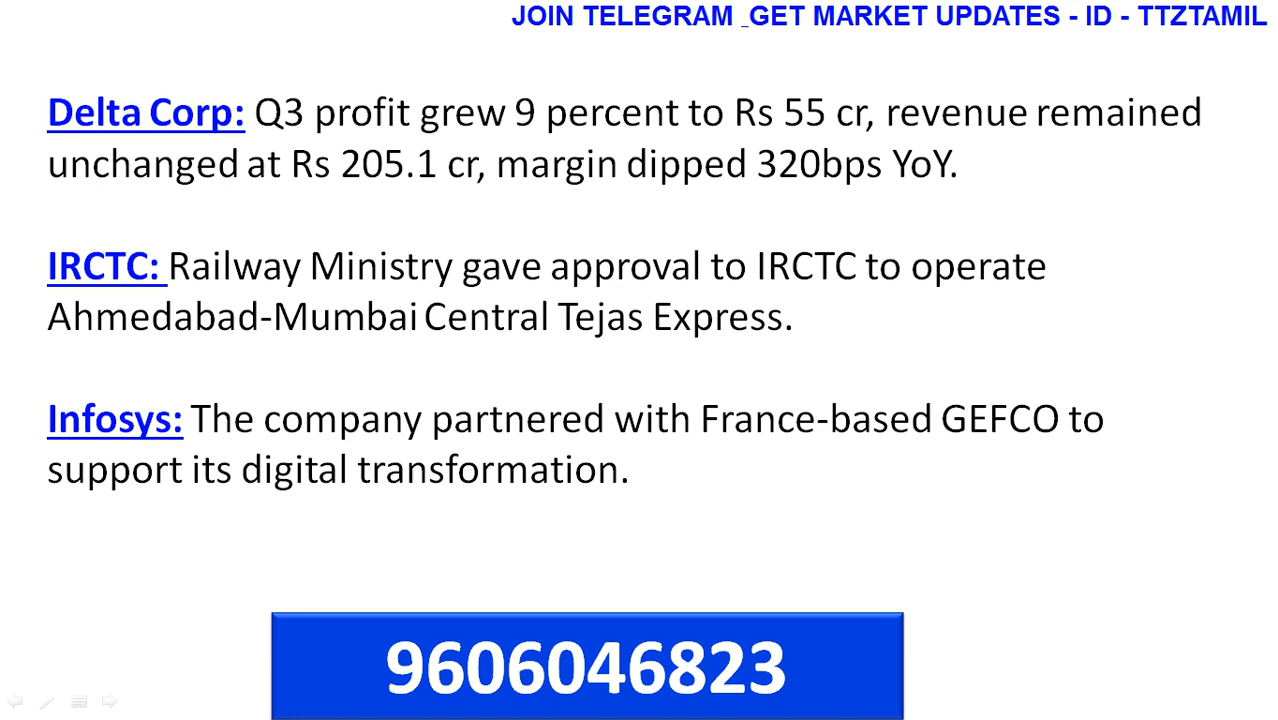 JOIN TELEGRAM _GET MARKET UPDATES - ID - TTZTAMIL
Delta Corp: Q3 profit grew 9 percent to Rs 55 cr, revenue remained
unchanged at Rs 205.1 cr, margin dipped 320bps YoY.
IRCTC: Railway Ministry gave approval to IRCTC to operate
Ahmedabad-Mumbai Central Tejas Express.
Infosys: The company partnered with France-based GEFCO to
support its digital transformation.
9606046823